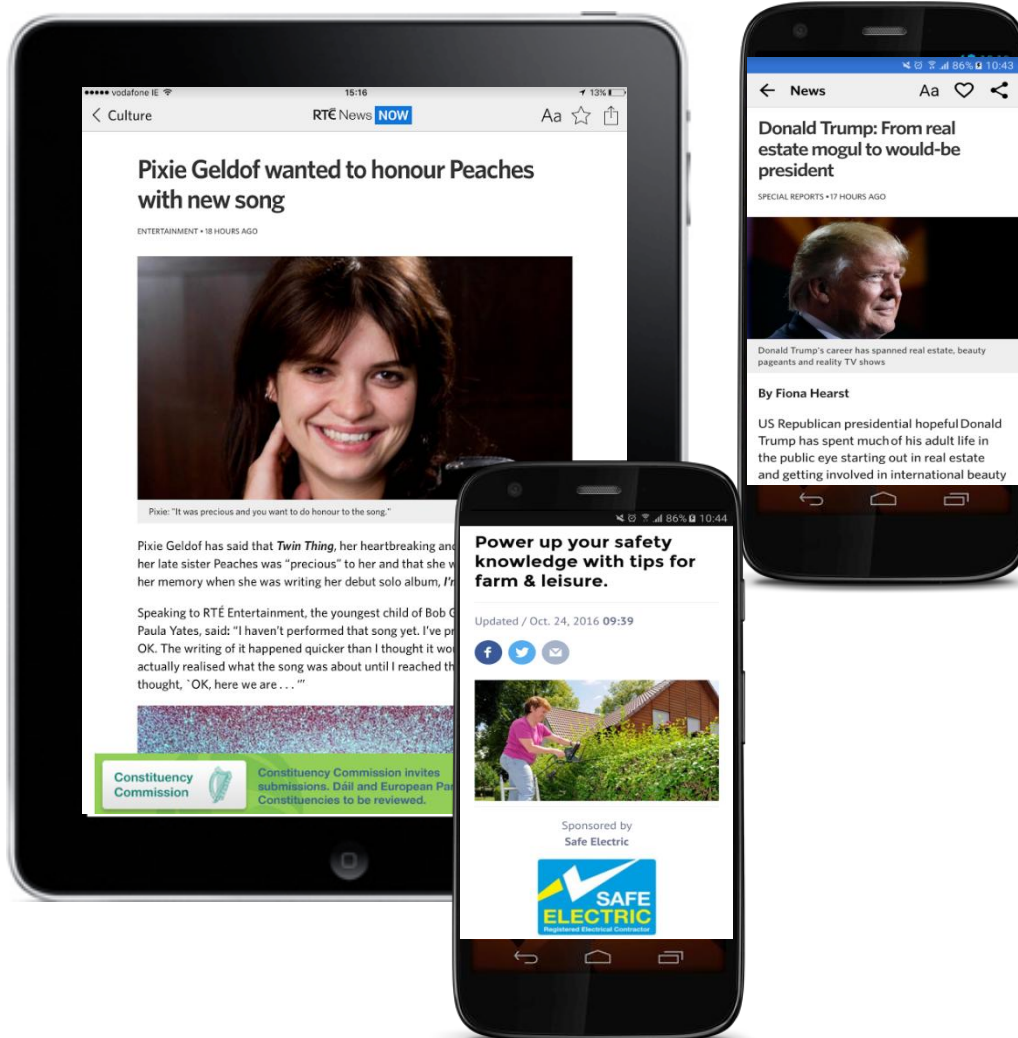 vodafone IE 15:16 13%
Culture RTÉ News NOW Aa
Pixie Geldof wanted to honour Peaches
with new song
ENTERTAINMENT • 18 HOURS AGO
Pixie: "It was precious and you want to do honour to the song."
Pixie Geldof has said that Twin Thing, her heartbreaking and
her late sister Peaches was "precious" to her and that she w
her memory when she was writing her debut solo album, I'
Speaking to RTÉ Entertainment, the youngest child of Bob G
Paula Yates, said: "I haven't performed that song yet. I've pr
OK. The writing of it happened quicker than I thought it wo
actually realised what the song was about until I reached th
thought, `OK, here we are . . .'"
Constituency
Commission
Constituency Commission invites
submissions. Dáil and European Par
Constituencies to be reviewed.
86% 10:44
Power up your safety
knowledge with tips for
farm & leisure.
Updated / Oct. 24, 2016 09:39
Sponsored by
Safe Electric
SAFE
ELECTRIC
Registered Electrical Contractor
86% 10:43
News Aa
Donald Trump: From real
estate mogul to would-be
president
SPECIAL REPORTS • 17 HOURS AGO
Donald Trump's career has spanned real estate, beauty
pageants and reality TV shows
By Fiona Hearst
US Republican presidential hopeful Donald
Trump has spent much of his adult life in
the public eye starting out in real estate
and getting involved in international beauty